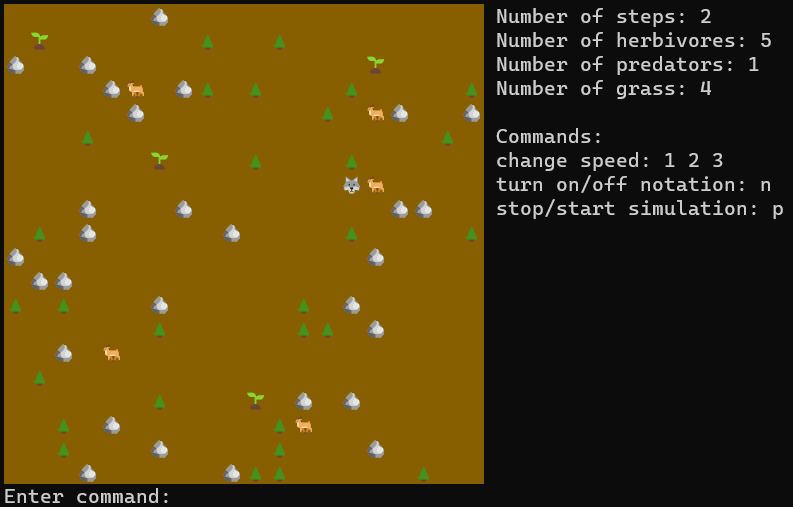 Number of steps: 2
Number of herbivores: 5
Number of predators: 1
Number of grass: 4
Commands:
change speed: 1 2 3
turn on/off notation: n
stop/start simulation: p
Enter command: